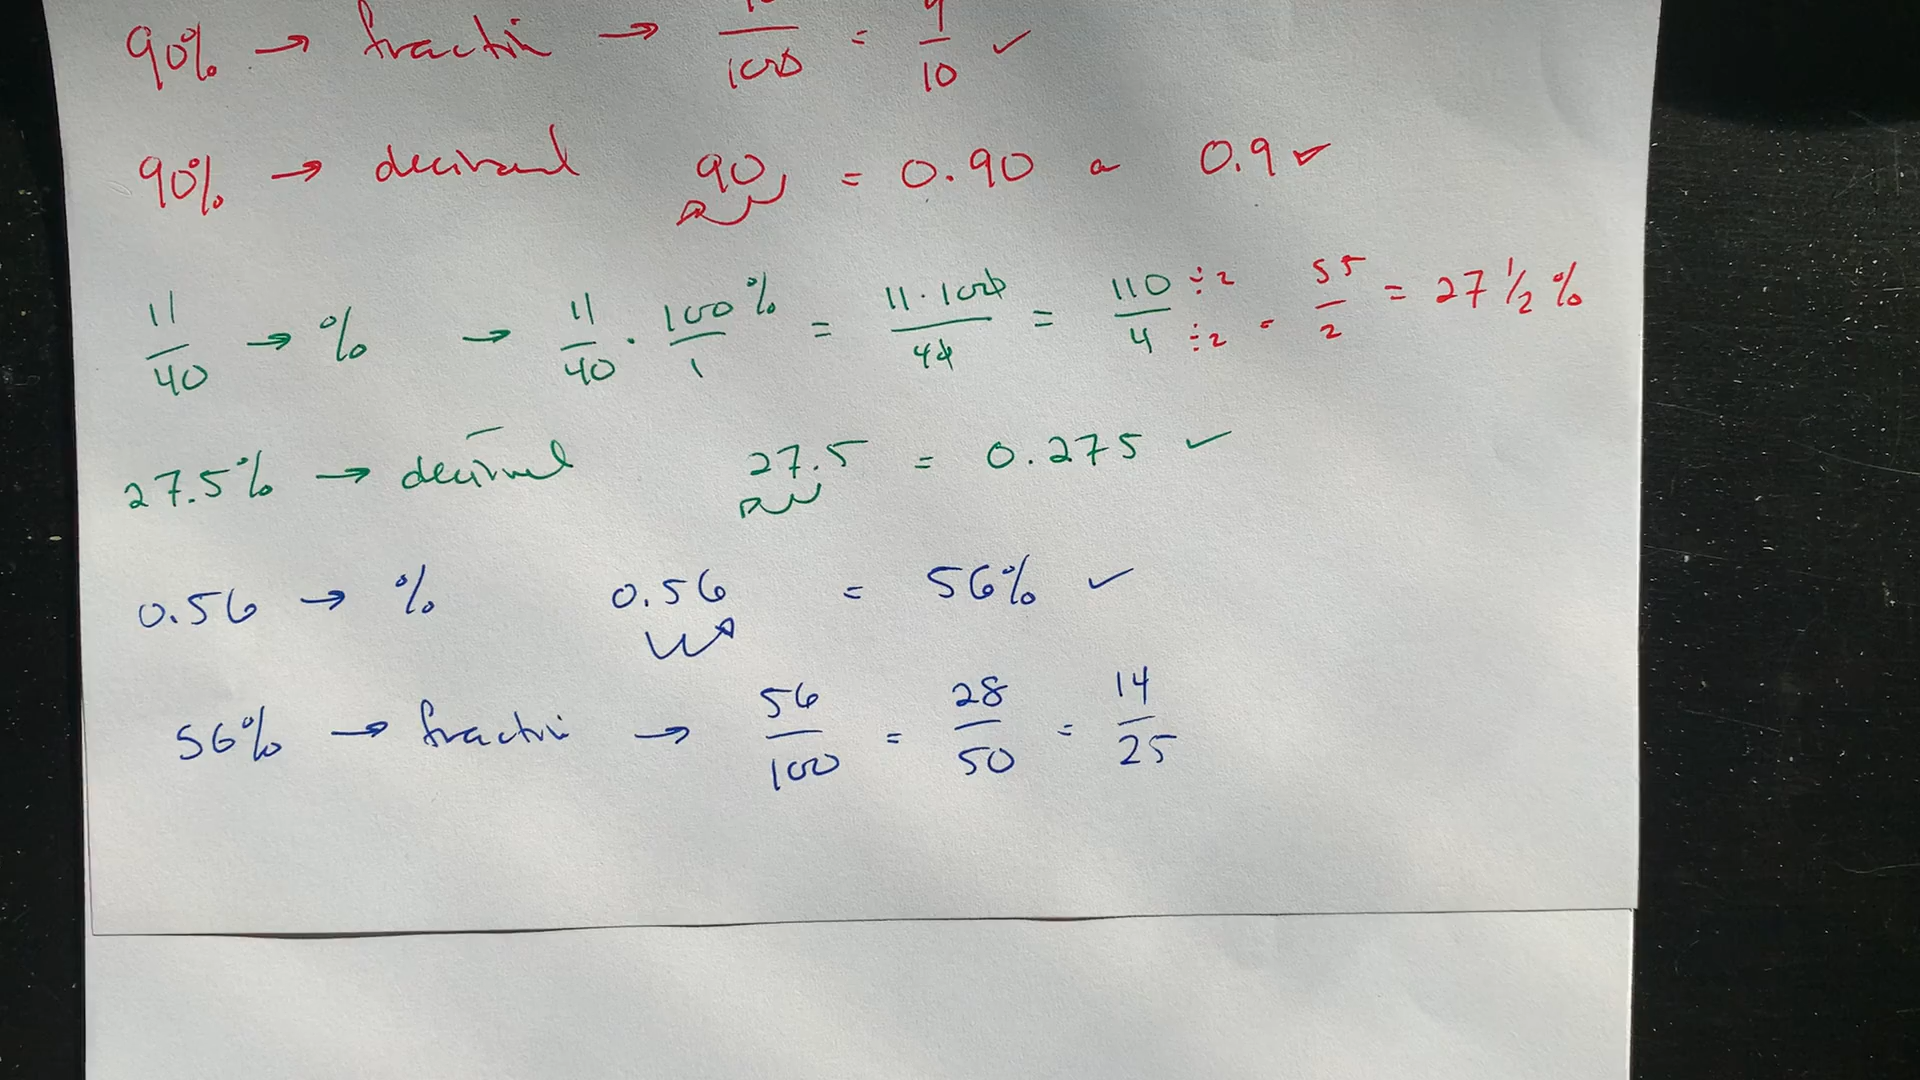 90% → fraction → /100 = 9/10 ✓
90% → decimal 90 = 0.90 or 0.9 ✓
11/40 → % → 11/40 · 100%/1 = 11·100/40 = 110/4 ÷2 ÷2 = 55/2 = 27 1/2 %
27.5% → decimal 27.5 = 0.275 ✓
0.56 → % 0.56 = 56% ✓
56% → fraction → 56/100 = 28/50 = 14/25